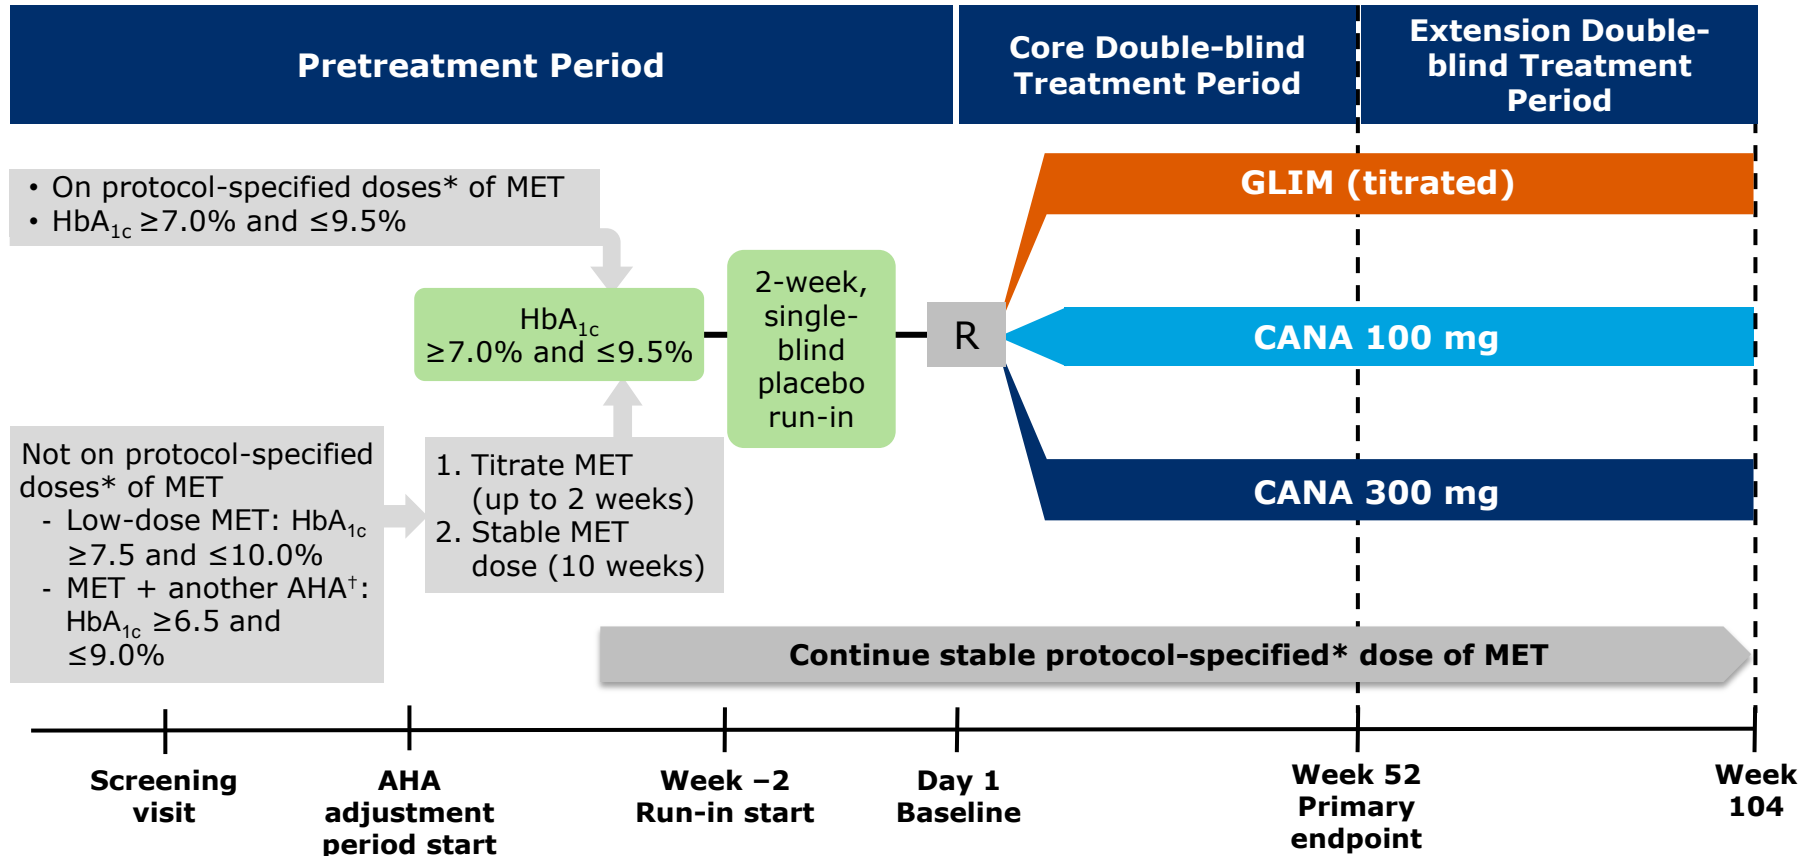 Pretreatment Period
Core Double-blind
Treatment Period
Extension Double-
blind Treatment
Period
• On protocol-specified doses* of MET
• HbA1c ≥7.0% and ≤9.5%
GLIM (titrated)
HbA1c
≥7.0% and ≤9.5%
2-week,
single-
blind
placebo
run-in
R
CANA 100 mg
Not on protocol-specified
doses* of MET
- Low-dose MET: HbA1c
≥7.5 and ≤10.0%
- MET + another AHA†:
HbA1c ≥6.5 and
≤9.0%
1. Titrate MET
(up to 2 weeks)
2. Stable MET
dose (10 weeks)
CANA 300 mg
Continue stable protocol-specified* dose of MET
Screening
visit
AHA
adjustment
period start
Week –2
Run-in start
Day 1
Baseline
Week 52
Primary
endpoint
Week
104